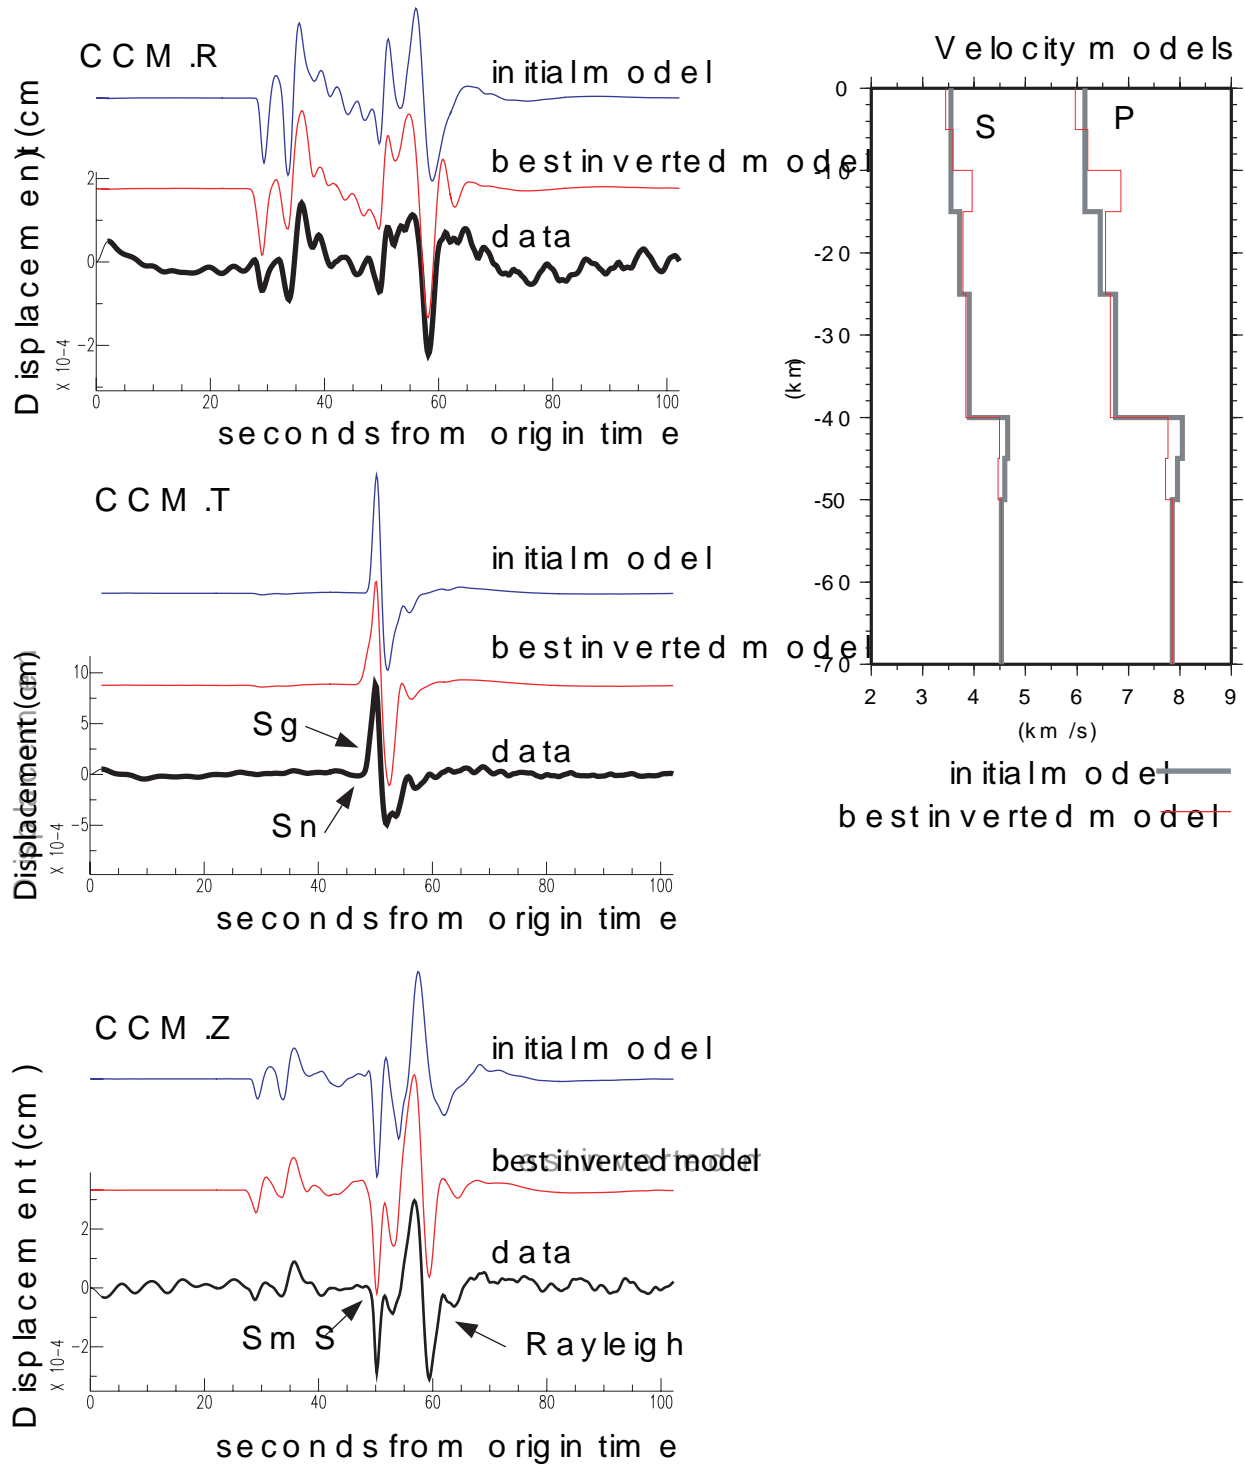 CCM.R
initial model
best inverted model
data
Displacement (cm)
X 10-4
2
0
-2
0 20 40 60 80 100
seconds from origin time
CCM.T
initial model
best inverted model
Sg
data
Sn
Displacement (cm)
X 10-4
10
5
0
-5
0 20 40 60 80 100
seconds from origin time
CCM.Z
initial model
best inverted model
data
SmS
Rayleigh
Displacement (cm)
X 10-4
2
0
-2
0 20 40 60 80 100
seconds from origin time
Velocity models
S P
(km)
0
-10
-20
-30
-40
-50
-60
-70
2 3 4 5 6 7 8 9
(km/s)
initial model
best inverted model